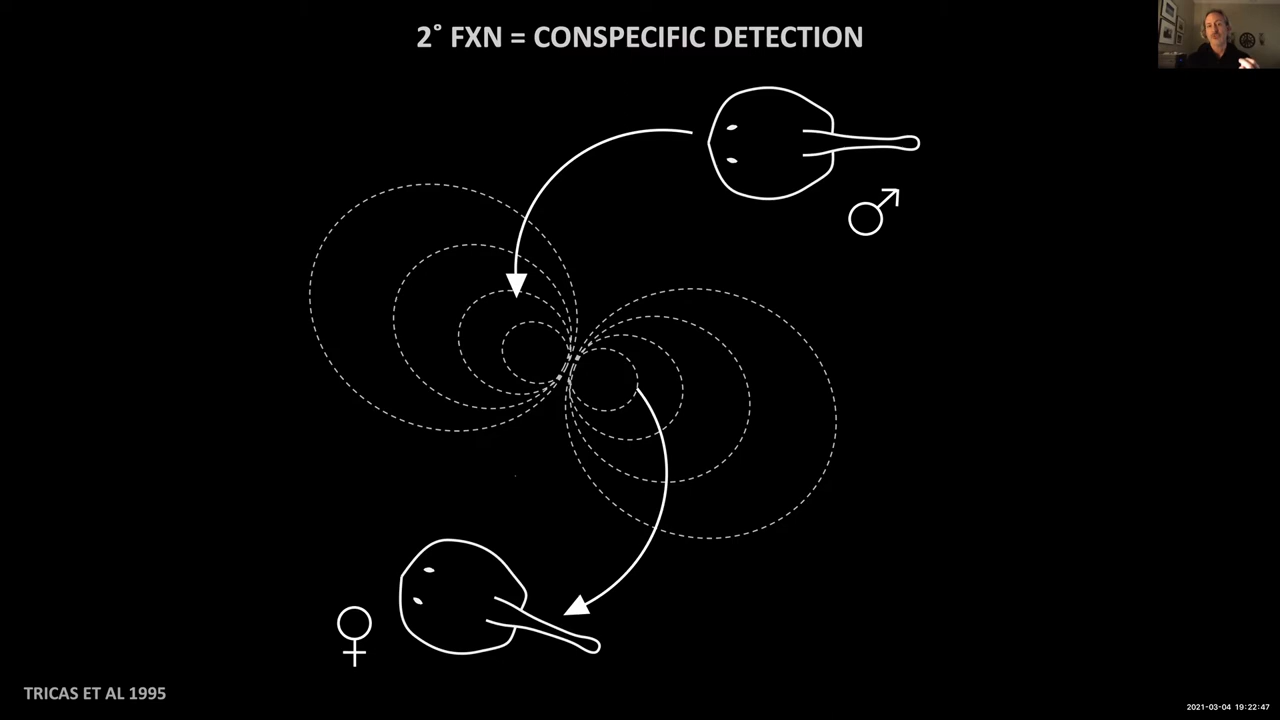 2° FXN = CONSPECIFIC DETECTION
TRICAS ET AL 1995
2021-03-04 19:22:47